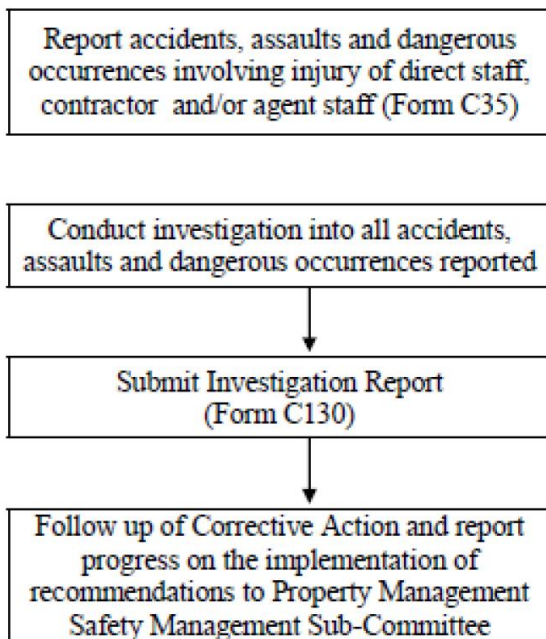 Report accidents, assaults and dangerous
occurrences involving injury of direct staff,
contractor and/or agent staff (Form C35)
Conduct investigation into all accidents,
assaults and dangerous occurrences reported
Submit Investigation Report
(Form C130)
Follow up of Corrective Action and report
progress on the implementation of
recommendations to Property Management
Safety Management Sub-Committee